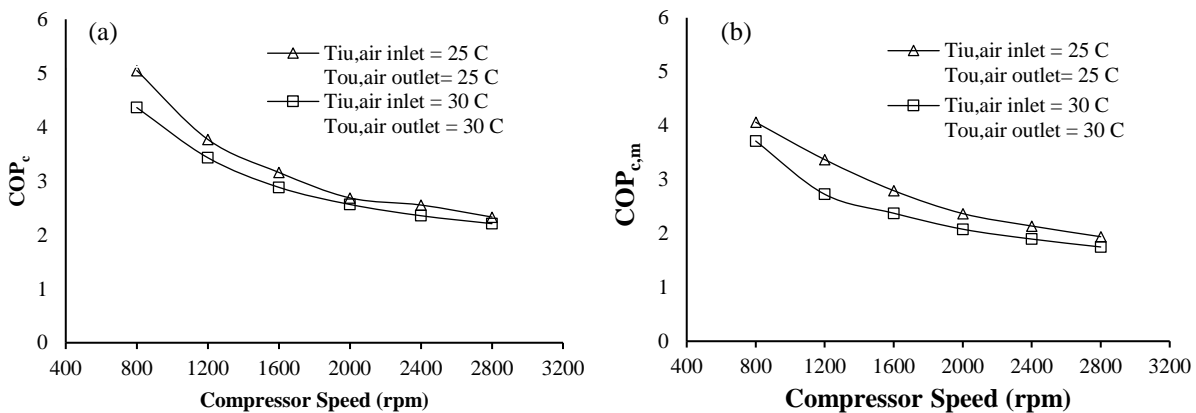 (a)
6
5
4
3
2
1
0
COPc
Tiu,air inlet = 25 C
Tou,air outlet= 25 C
Tiu,air inlet = 30 C
Tou,air outlet = 30 C
400 800 1200 1600 2000 2400 2800 3200
Compressor Speed (rpm)
(b)
6
5
4
3
2
1
0
COPc,m
Tiu,air inlet = 25 C
Tou,air outlet = 25 C
Tiu,air inlet = 30 C
Tou,air outlet = 30 C
400 800 1200 1600 2000 2400 2800 3200
Compressor Speed (rpm)